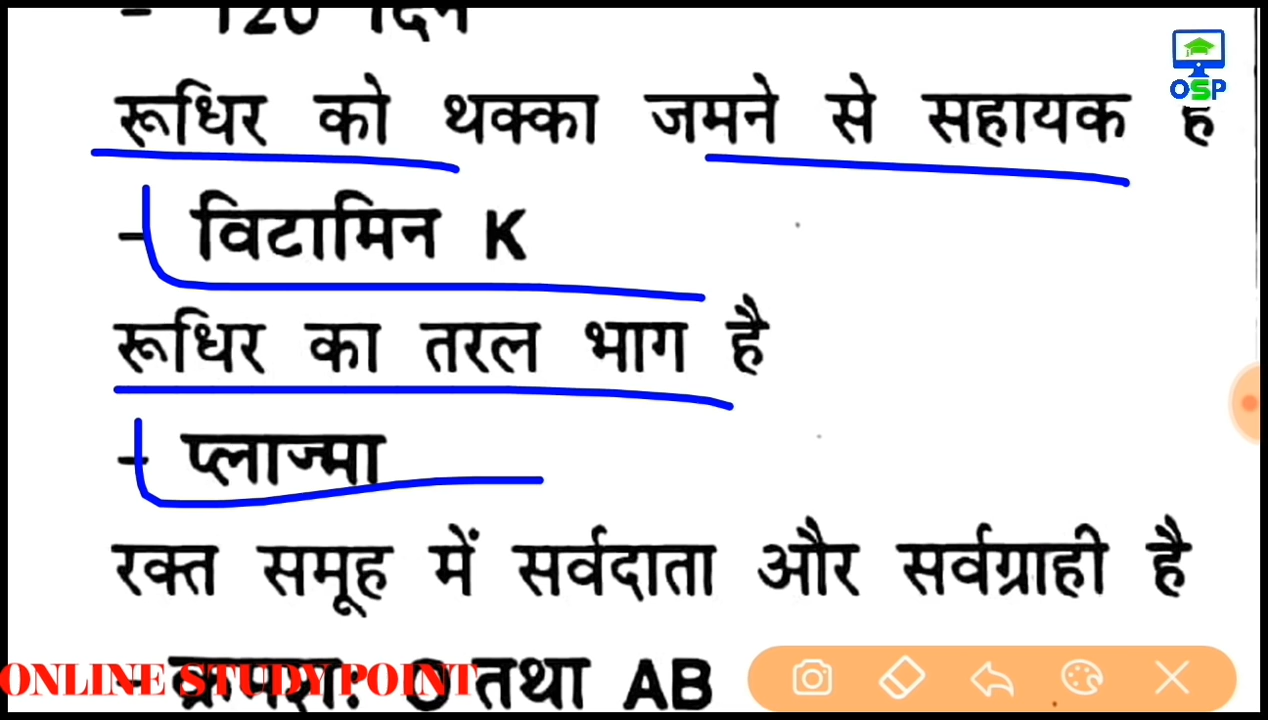 - 120 दिन
रूधिर को थक्का जमने से सहायक है
OSP
- विटामिन K
रूधिर का तरल भाग है
- प्लाज्मा
रक्त समूह में सर्वदाता और सर्वग्राही है
- क्रमशः O तथा AB
ONLINE STUDY POINT